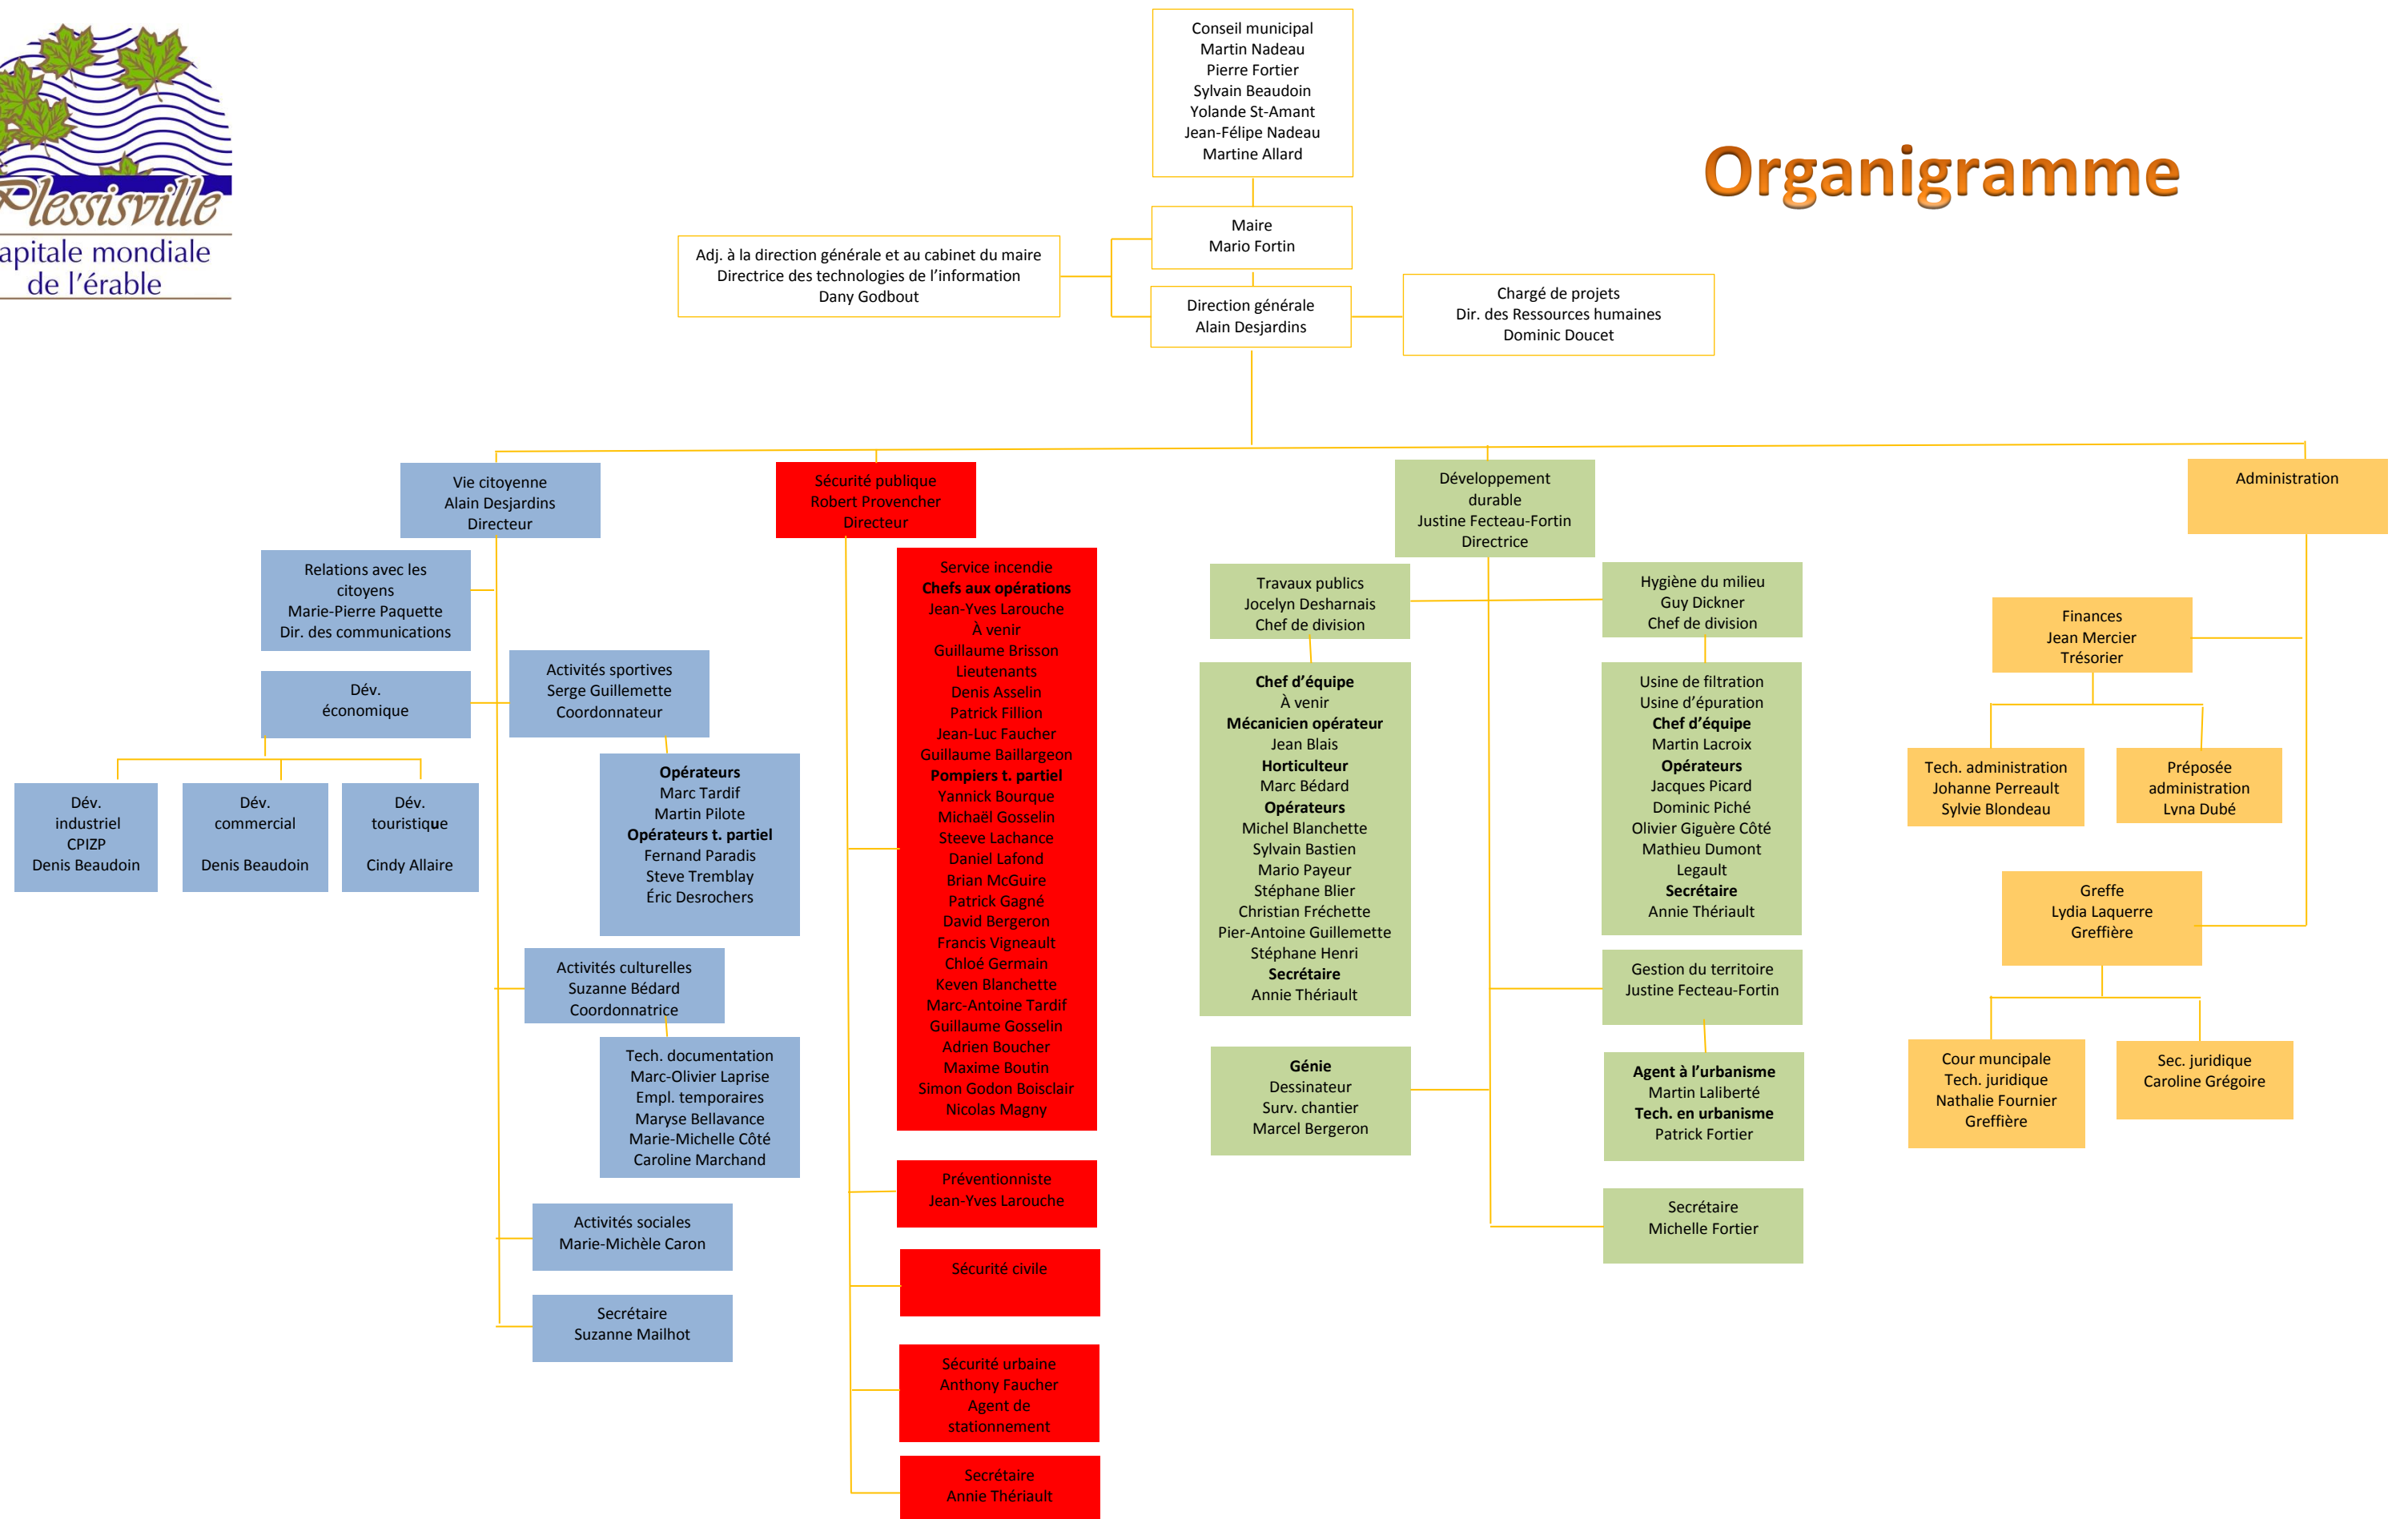 Plessisville
apitale mondiale
de l'érable
Organigramme
Conseil municipal
Martin Nadeau
Pierre Fortier
Sylvain Beaudoin
Yolande St-Amant
Jean-Félipe Nadeau
Martine Allard
Maire
Mario Fortin
Adj. à la direction générale et au cabinet du maire
Directrice des technologies de l'information
Dany Godbout
Direction générale
Alain Desjardins
Chargé de projets
Dir. des Ressources humaines
Dominic Doucet
Vie citoyenne
Alain Desjardins
Directeur
Relations avec les
citoyens
Marie-Pierre Paquette
Dir. des communications
Dév.
économique
Dév.
industriel
CPIZP
Denis Beaudoin
Dév.
commercial
Denis Beaudoin
Dév.
touristique
Cindy Allaire
Activités sportives
Serge Guillemette
Coordonnateur
Opérateurs
Marc Tardif
Martin Pilote
Opérateurs t. partiel
Fernand Paradis
Steve Tremblay
Éric Desrochers
Activités culturelles
Suzanne Bédard
Coordonnatrice
Tech. documentation
Marc-Olivier Laprise
Empl. temporaires
Maryse Bellavance
Marie-Michelle Côté
Caroline Marchand
Activités sociales
Marie-Michèle Caron
Secrétaire
Suzanne Mailhot
Sécurité publique
Robert Provencher
Directeur
Service incendie
Chefs aux opérations
Jean-Yves Larouche
À venir
Guillaume Brisson
Lieutenants
Denis Asselin
Patrick Fillion
Jean-Luc Faucher
Guillaume Baillargeon
Pompiers t. partiel
Yannick Bourque
Michaël Gosselin
Steeve Lachance
Daniel Lafond
Brian McGuire
Patrick Gagné
David Bergeron
Francis Vigneault
Chloé Germain
Keven Blanchette
Marc-Antoine Tardif
Guillaume Gosselin
Adrien Boucher
Maxime Boutin
Simon Godon Boisclair
Nicolas Magny
Préventionniste
Jean-Yves Larouche
Sécurité civile
Sécurité urbaine
Anthony Faucher
Agent de
stationnement
Secrétaire
Annie Thériault
Développement
durable
Justine Fecteau-Fortin
Directrice
Travaux publics
Jocelyn Desharnais
Chef de division
Chef d'équipe
À venir
Mécanicien opérateur
Jean Blais
Horticulteur
Marc Bédard
Opérateurs
Michel Blanchette
Sylvain Bastien
Mario Payeur
Stéphane Blier
Christian Fréchette
Pier-Antoine Guillemette
Stéphane Henri
Secrétaire
Annie Thériault
Génie
Dessinateur
Surv. chantier
Marcel Bergeron
Hygiène du milieu
Guy Dickner
Chef de division
Usine de filtration
Usine d'épuration
Chef d'équipe
Martin Lacroix
Opérateurs
Jacques Picard
Dominic Piché
Olivier Giguère Côté
Mathieu Dumont
Legault
Secrétaire
Annie Thériault
Gestion du territoire
Justine Fecteau-Fortin
Agent à l'urbanisme
Martin Laliberté
Tech. en urbanisme
Patrick Fortier
Secrétaire
Michelle Fortier
Administration
Finances
Jean Mercier
Trésorier
Tech. administration
Johanne Perreault
Sylvie Blondeau
Préposée
administration
Lyna Dubé
Greffe
Lydia Laquerre
Greffière
Cour muncipale
Tech. juridique
Nathalie Fournier
Greffière
Sec. juridique
Caroline Grégoire